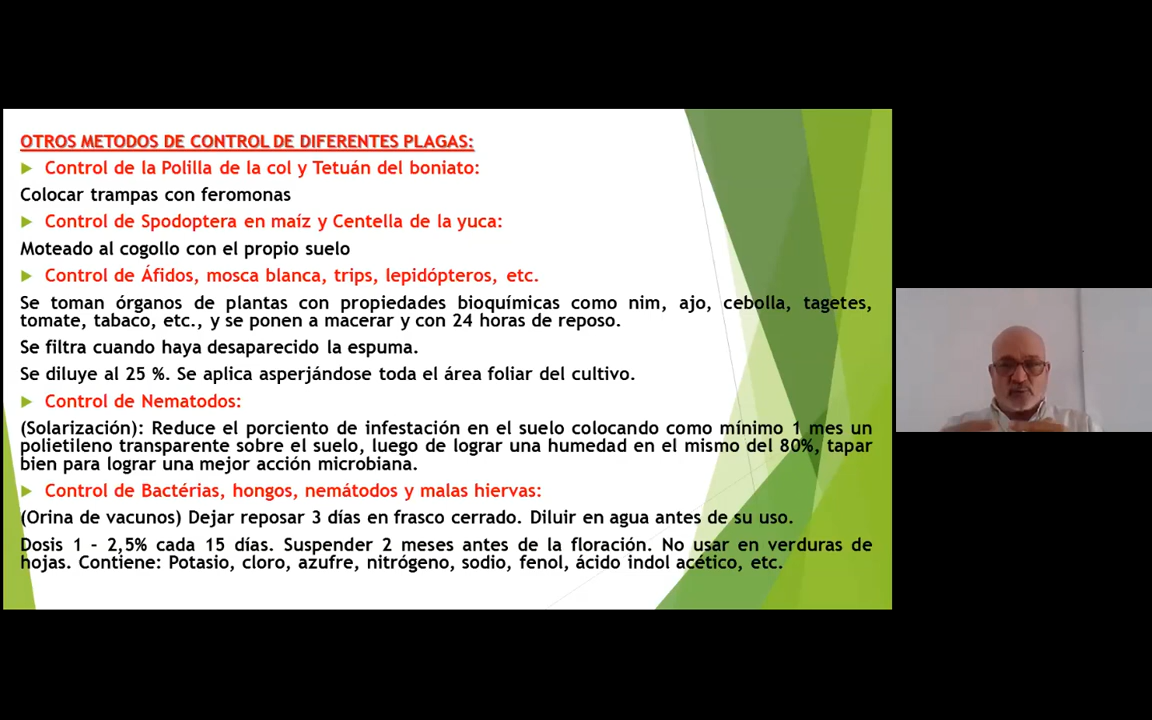 OTROS METODOS DE CONTROL DE DIFERENTES PLAGAS:
Control de la Polilla de la col y Tetuán del boniato:
Colocar trampas con feromonas
Control de Spodoptera en maíz y Centella de la yuca:
Moteado al cogollo con el propio suelo
Control de Áfidos, mosca blanca, trips, lepidópteros, etc.
Se toman órganos de plantas con propiedades bioquímicas como nim, ajo, cebolla, tagetes,
tomate, tabaco, etc., y se ponen a macerar y con 24 horas de reposo.
Se filtra cuando haya desaparecido la espuma.
Se diluye al 25 %. Se aplica asperjándose toda el área foliar del cultivo.
Control de Nematodos:
(Solarización): Reduce el porciento de infestación en el suelo colocando como mínimo 1 mes un
polietileno transparente sobre el suelo, luego de lograr una humedad en el mismo del 80%, tapar
bien para lograr una mejor acción microbiana.
Control de Bactérias, hongos, nemátodos y malas hiervas:
(Orina de vacunos) Dejar reposar 3 días en frasco cerrado. Diluir en agua antes de su uso.
Dosis 1 – 2,5% cada 15 días. Suspender 2 meses antes de la floración. No usar en verduras de
hojas. Contiene: Potasio, cloro, azufre, nitrógeno, sodio, fenol, ácido indol acético, etc.